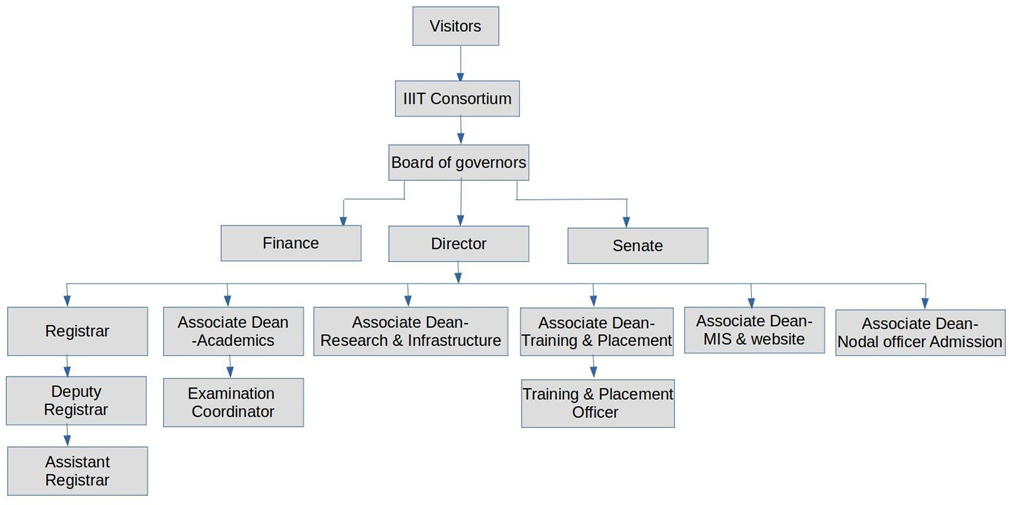 Visitors
IIIT Consortium
Board of governors
Finance
Director
Senate
Registrar
Associate Dean
-Academics
Associate Dean-
Research & Infrastructure
Associate Dean-
Training & Placement
Associate Dean-
MIS & website
Associate Dean-
Nodal officer Admission
Deputy
Registrar
Examination
Coordinator
Training & Placement
Officer
Assistant
Registrar